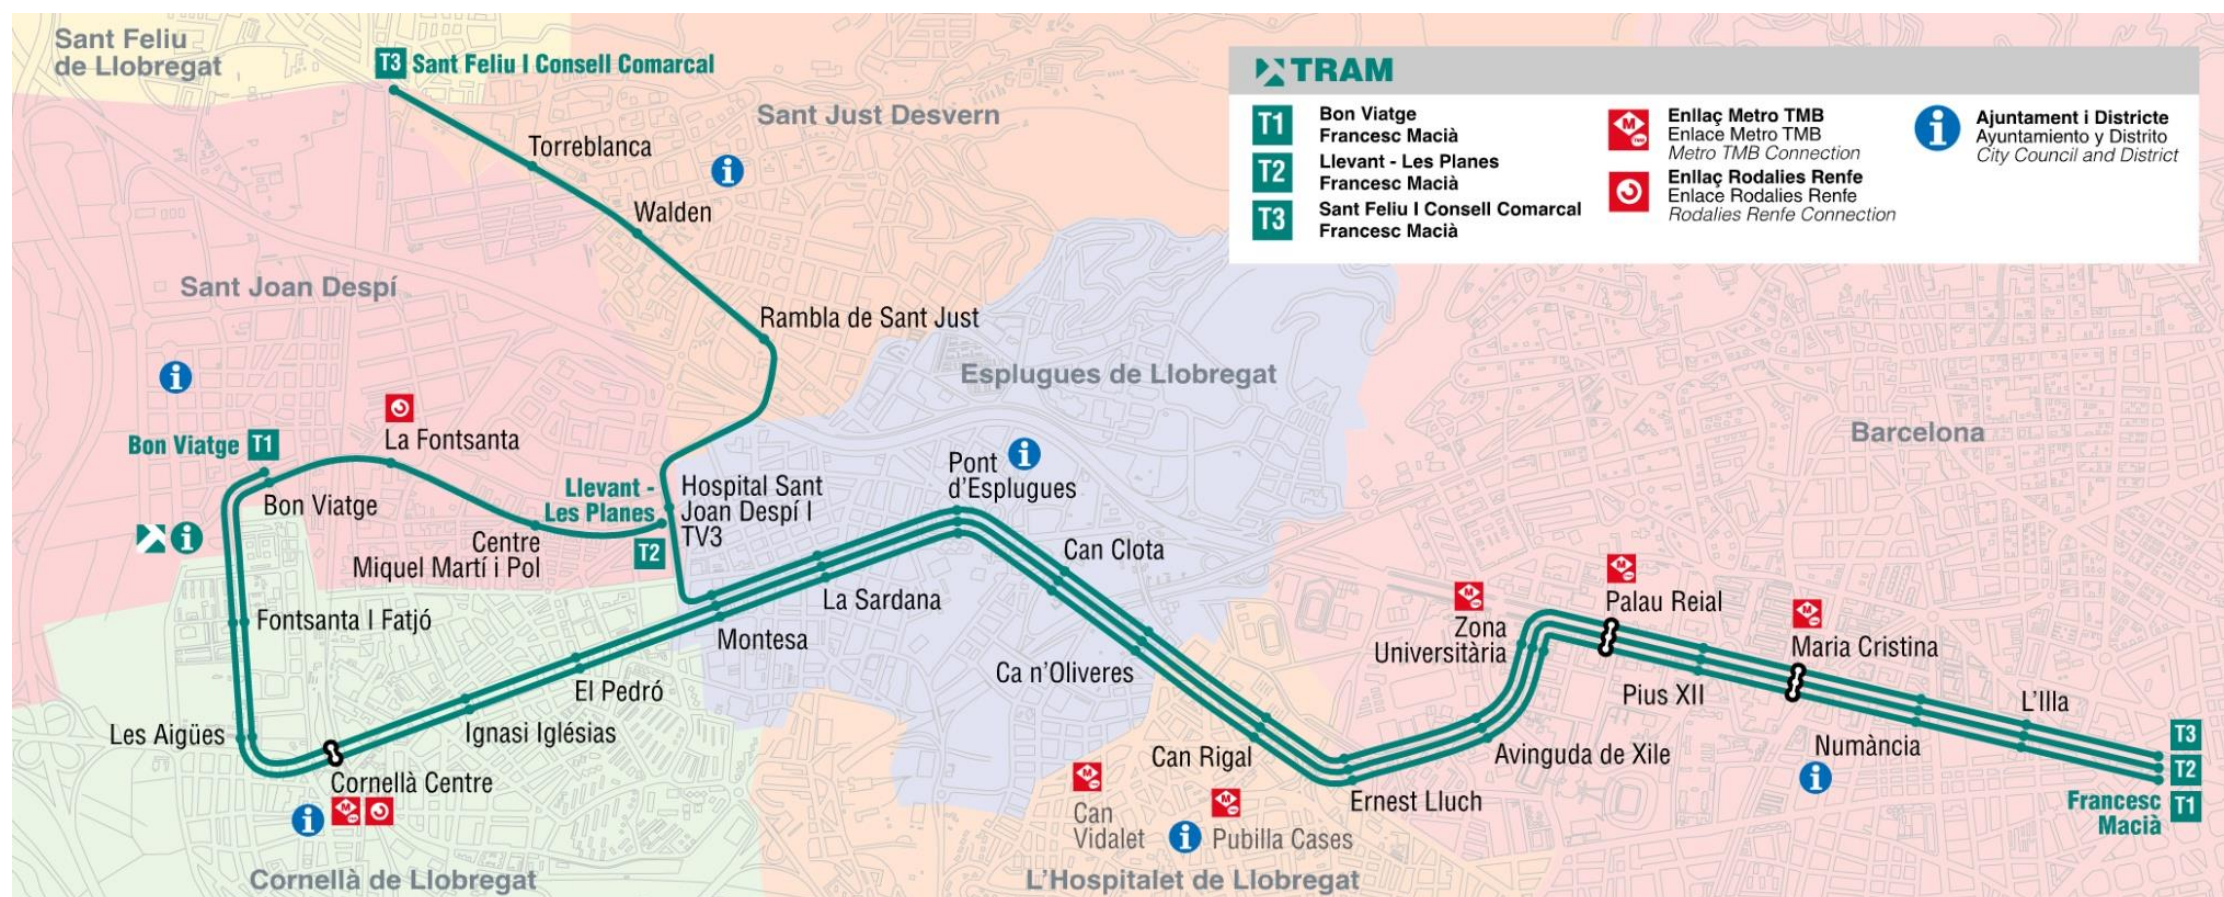 Sant Feliu
de Llobregat
T3 Sant Feliu | Consell Comarcal
Sant Just Desvern
Torreblanca
Walden
Rambla de Sant Just
Sant Joan Despí
Esplugues de Llobregat
Barcelona
TRAM
T1
Bon Viatge
Francesc Macià
T2
Llevant - Les Planes
Francesc Macià
T3
Sant Feliu | Consell Comarcal
Francesc Macià
M
TMB
Enllaç Metro TMB
Enlace Metro TMB
Metro TMB Connection
Enllaç Rodalies Renfe
Enlace Rodalies Renfe
Rodalies Renfe Connection
i
Ajuntament i Districte
Ayuntamiento y Distrito
City Council and District
i
i
Bon Viatge T1
La Fontsanta
Bon Viatge
i
Llevant -
Les Planes
T2
Centre
Miquel Martí i Pol
Hospital Sant
Joan Despí |
TV3
Pont
d'Esplugues
i
Can Clota
La Sardana
Montesa
Fontsanta | Fatjó
El Pedró
Ignasi Iglésias
Les Aigües
Cornellà Centre
i
M
Ca n'Oliveres
Can Rigal
M
Can
Vidalet
M
i
Pubilla Cases
Ernest Lluch
Avinguda de Xile
M
Zona
Universitària
M
Palau Reial
Pius XII
M
Maria Cristina
Numància
i
L'Illa
T3
T2
T1
Francesc
Macià
Cornellà de Llobregat
L'Hospitalet de Llobregat